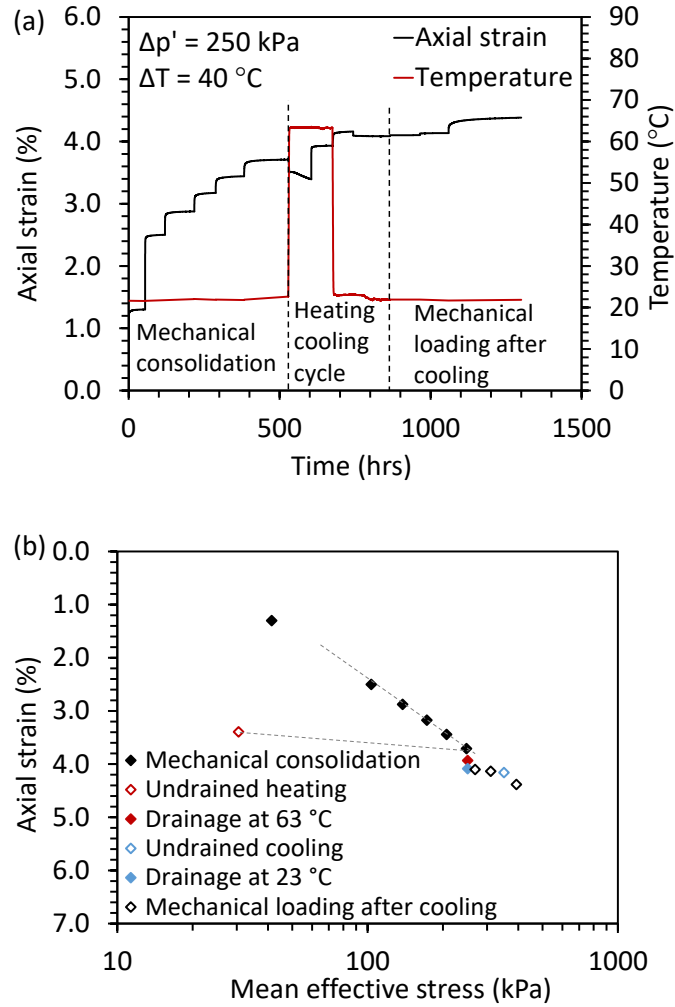 (a)
6.0
5.0
4.0
3.0
2.0
1.0
0.0
Axial strain (%)
Δp' = 250 kPa
ΔT = 40 °C
Axial strain
Temperature
90
80
70
60
50
40
30
20
10
0
Temperature (°C)
Mechanical
consolidation
Heating
cooling
cycle
Mechanical
loading after
cooling
0 500 1000 1500
Time (hrs)
(b)
0.0
1.0
2.0
3.0
4.0
5.0
6.0
7.0
Axial strain (%)
Mechanical consolidation
Undrained heating
Drainage at 63 °C
Undrained cooling
Drainage at 23 °C
Mechanical loading after cooling
10 100 1000
Mean effective stress (kPa)